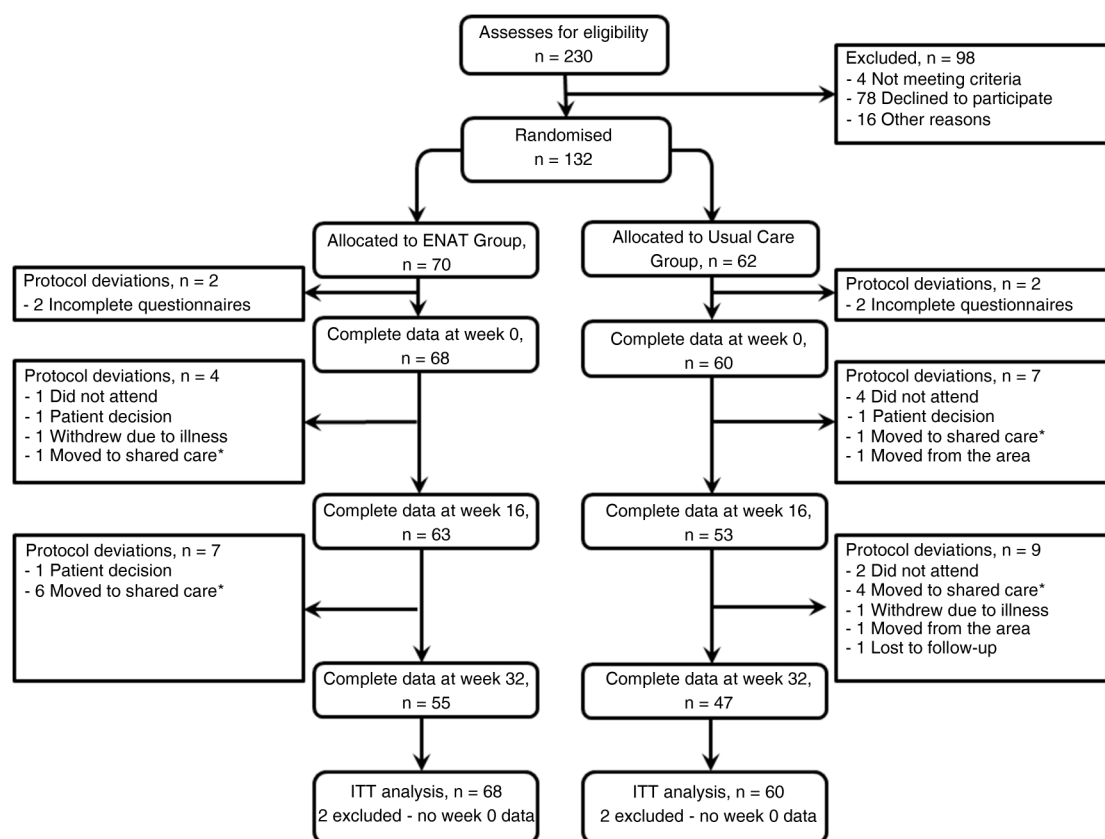 Assesses for eligibility
n = 230
Excluded, n = 98
- 4 Not meeting criteria
- 78 Declined to participate
- 16 Other reasons
Randomised
n = 132
Allocated to ENAT Group,
n = 70
Allocated to Usual Care
Group, n = 62
Protocol deviations, n = 2
- 2 Incomplete questionnaires
Protocol deviations, n = 2
- 2 Incomplete questionnaires
Complete data at week 0,
n = 68
Complete data at week 0,
n = 60
Protocol deviations, n = 4
- 1 Did not attend
- 1 Patient decision
- 1 Withdrew due to illness
- 1 Moved to shared care*
Protocol deviations, n = 7
- 4 Did not attend
- 1 Patient decision
- 1 Moved to shared care*
- 1 Moved from the area
Complete data at week 16,
n = 63
Complete data at week 16,
n = 53
Protocol deviations, n = 7
- 1 Patient decision
- 6 Moved to shared care*
Protocol deviations, n = 9
- 2 Did not attend
- 4 Moved to shared care*
- 1 Withdrew due to illness
- 1 Moved from the area
- 1 Lost to follow-up
Complete data at week 32,
n = 55
Complete data at week 32,
n = 47
ITT analysis, n = 68
2 excluded - no week 0 data
ITT analysis, n = 60
2 excluded - no week 0 data